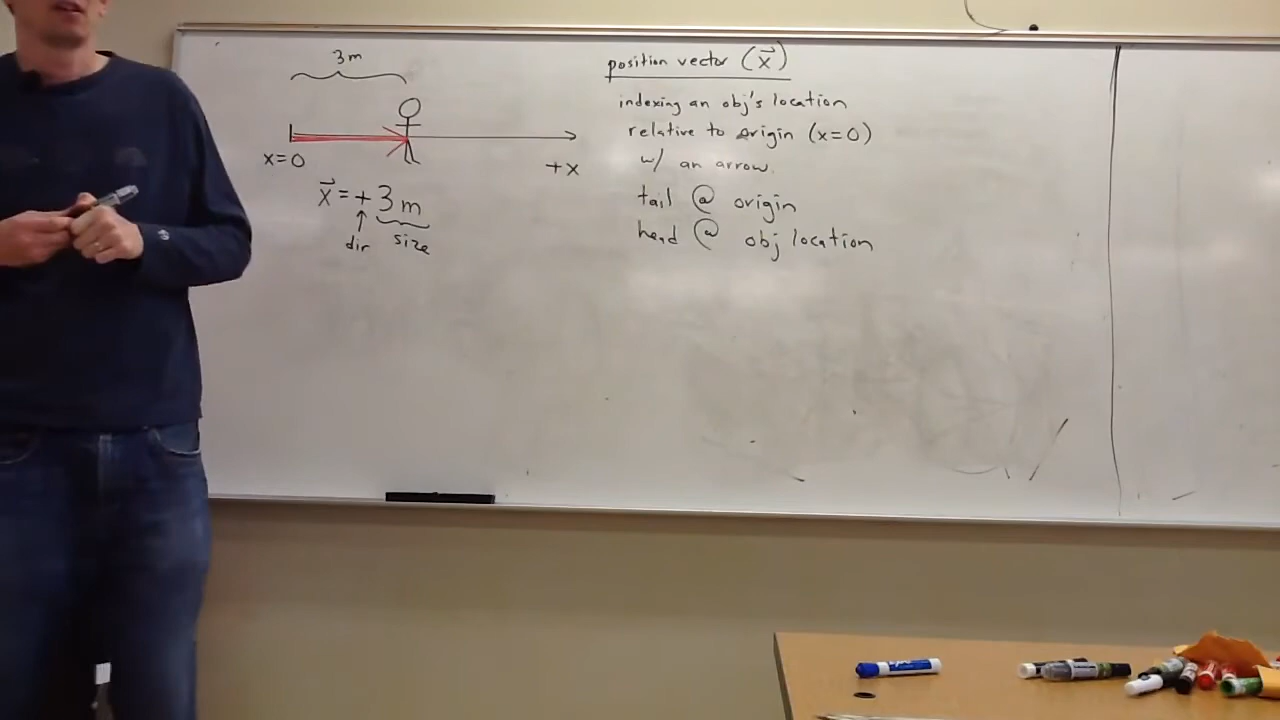 3m
x=0
+x
x⃗ = + 3m
dir size
position vector (x⃗)
indexing an obj's location
relative to origin (x=0)
w/ an arrow.
tail @ origin
head @ obj location